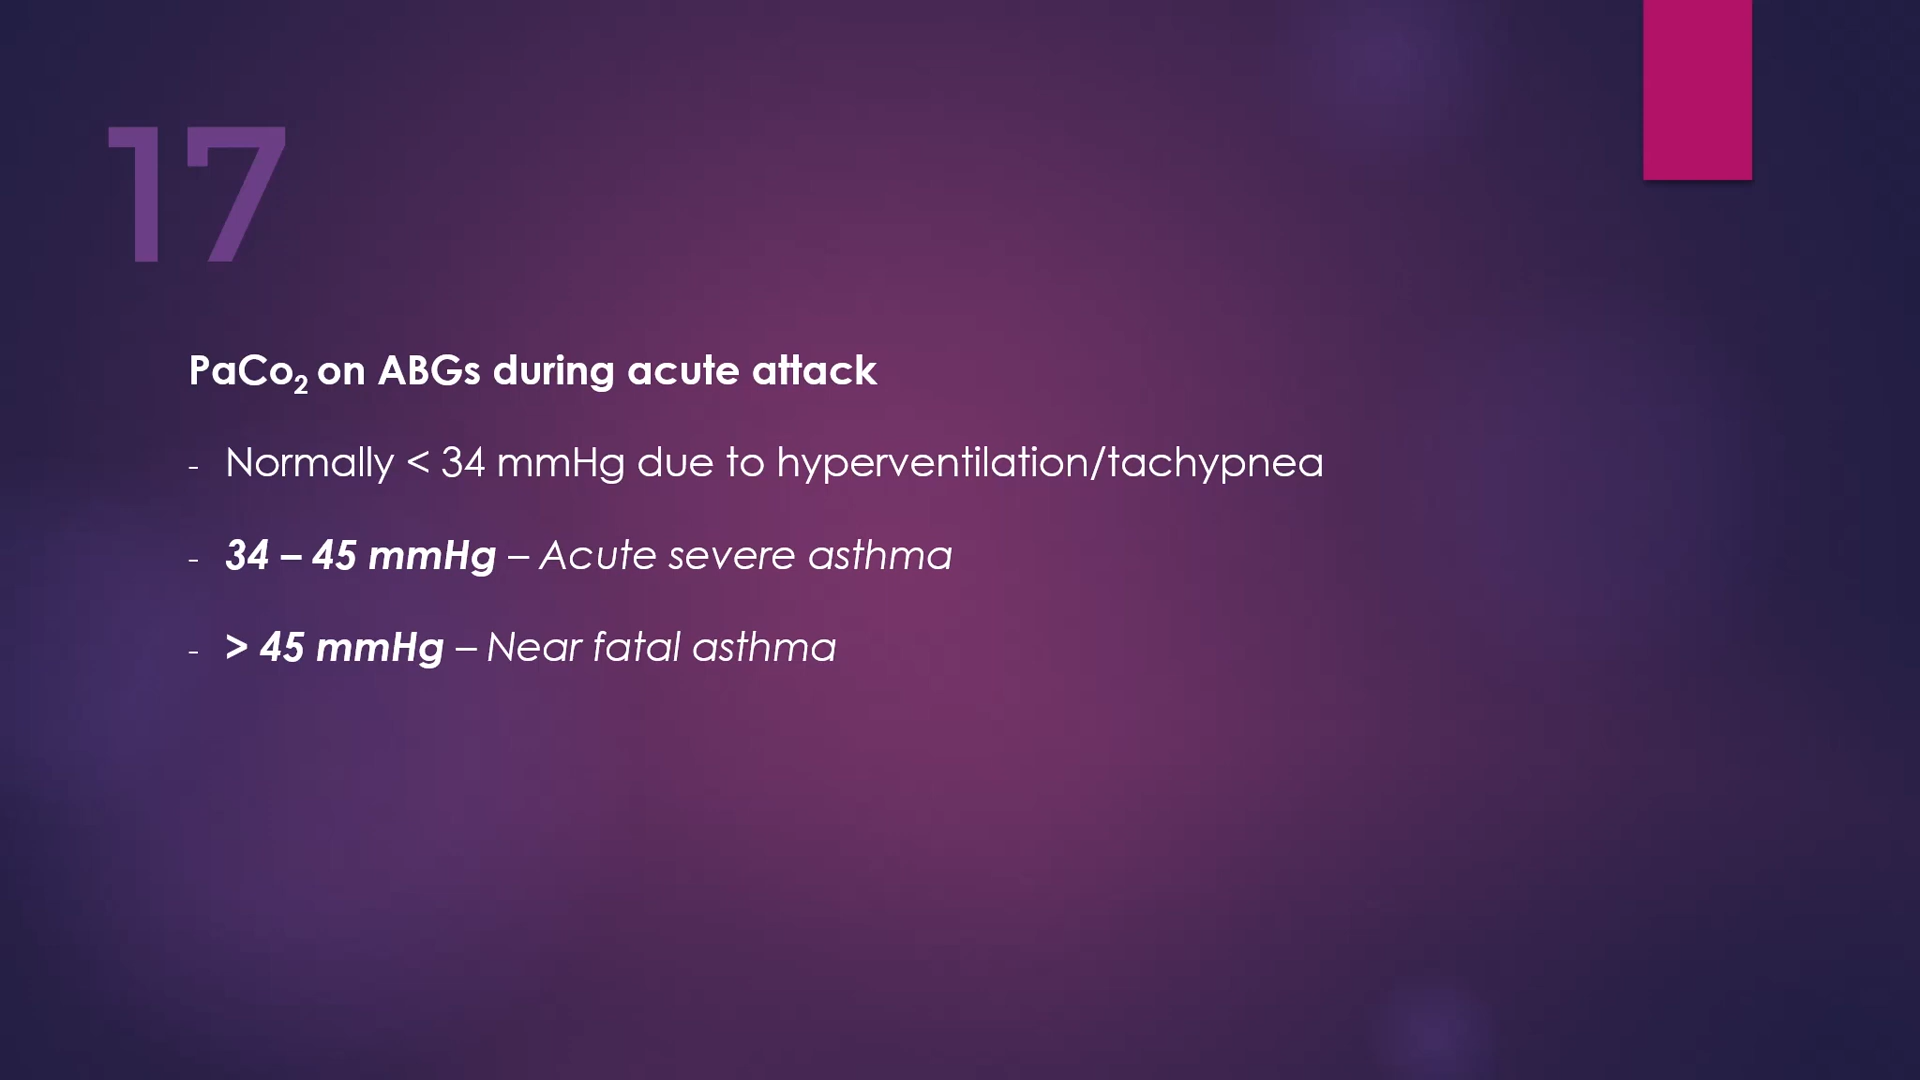 17
PaCo₂ on ABGs during acute attack
- Normally < 34 mmHg due to hyperventilation/tachypnea
- 34 – 45 mmHg – Acute severe asthma
- > 45 mmHg – Near fatal asthma